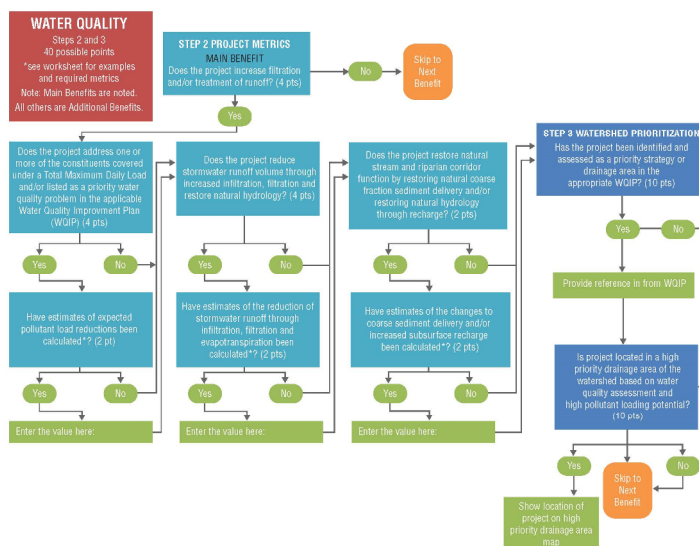 WATER QUALITY
Steps 2 and 3
40 possible points
*see worksheet for examples
and required metrics
Note: Main Benefits are noted.
All others are Additional Benefits.
STEP 2 PROJECT METRICS
MAIN BENEFIT
Does the project increase filtration
and/or treatment of runoff? (4 pts)
No
Skip to
Next
Benefit
Yes
Does the project address one or
more of the constituents covered
under a Total Maximum Daily Load
and/or listed as a priority water
quality problem in the applicable
Water Quality Improvment Plan
(WQIP) (4 pts)
Yes
No
Have estimates of expected
pollutant load reductions been
calculated*? (2 pt)
Yes
No
Enter the value here:
Does the project reduce
stormwater runoff volume through
increased infiltration, filtration and
restore natural hydrology? (4 pts)
Yes
No
Have estimates of the reduction of
stormwater runoff through
infiltration, filtration and
evapotranspiration been
calculated*? (2 pts)
Yes
No
Enter the value here:
Does the project restore natural
stream and riparian corridor
function by restoring natural coarse
fraction sediment delivery and/or
restoring natural hydrology
through recharge? (2 pts)
Yes
No
Have estimates of the changes to
coarse sediment delivery and/or
increased subsurface recharge
been calculated*? (2 pts)
Yes
No
Enter the value here:
STEP 3 WATERSHED PRIORITIZATION
Has the project been identified and
assessed as a priority strategy or
drainage area in the
appropriate WQIP? (10 pts)
Yes
No
Provide reference in from WQIP
Is project located in a high
priority drainage area of the
watershed based on water
quality assessment and
high pollutant loading potential?
(10 pts)
Yes
No
Skip to
Next
Benefit
Show location of
project on high
priority drainage area
map